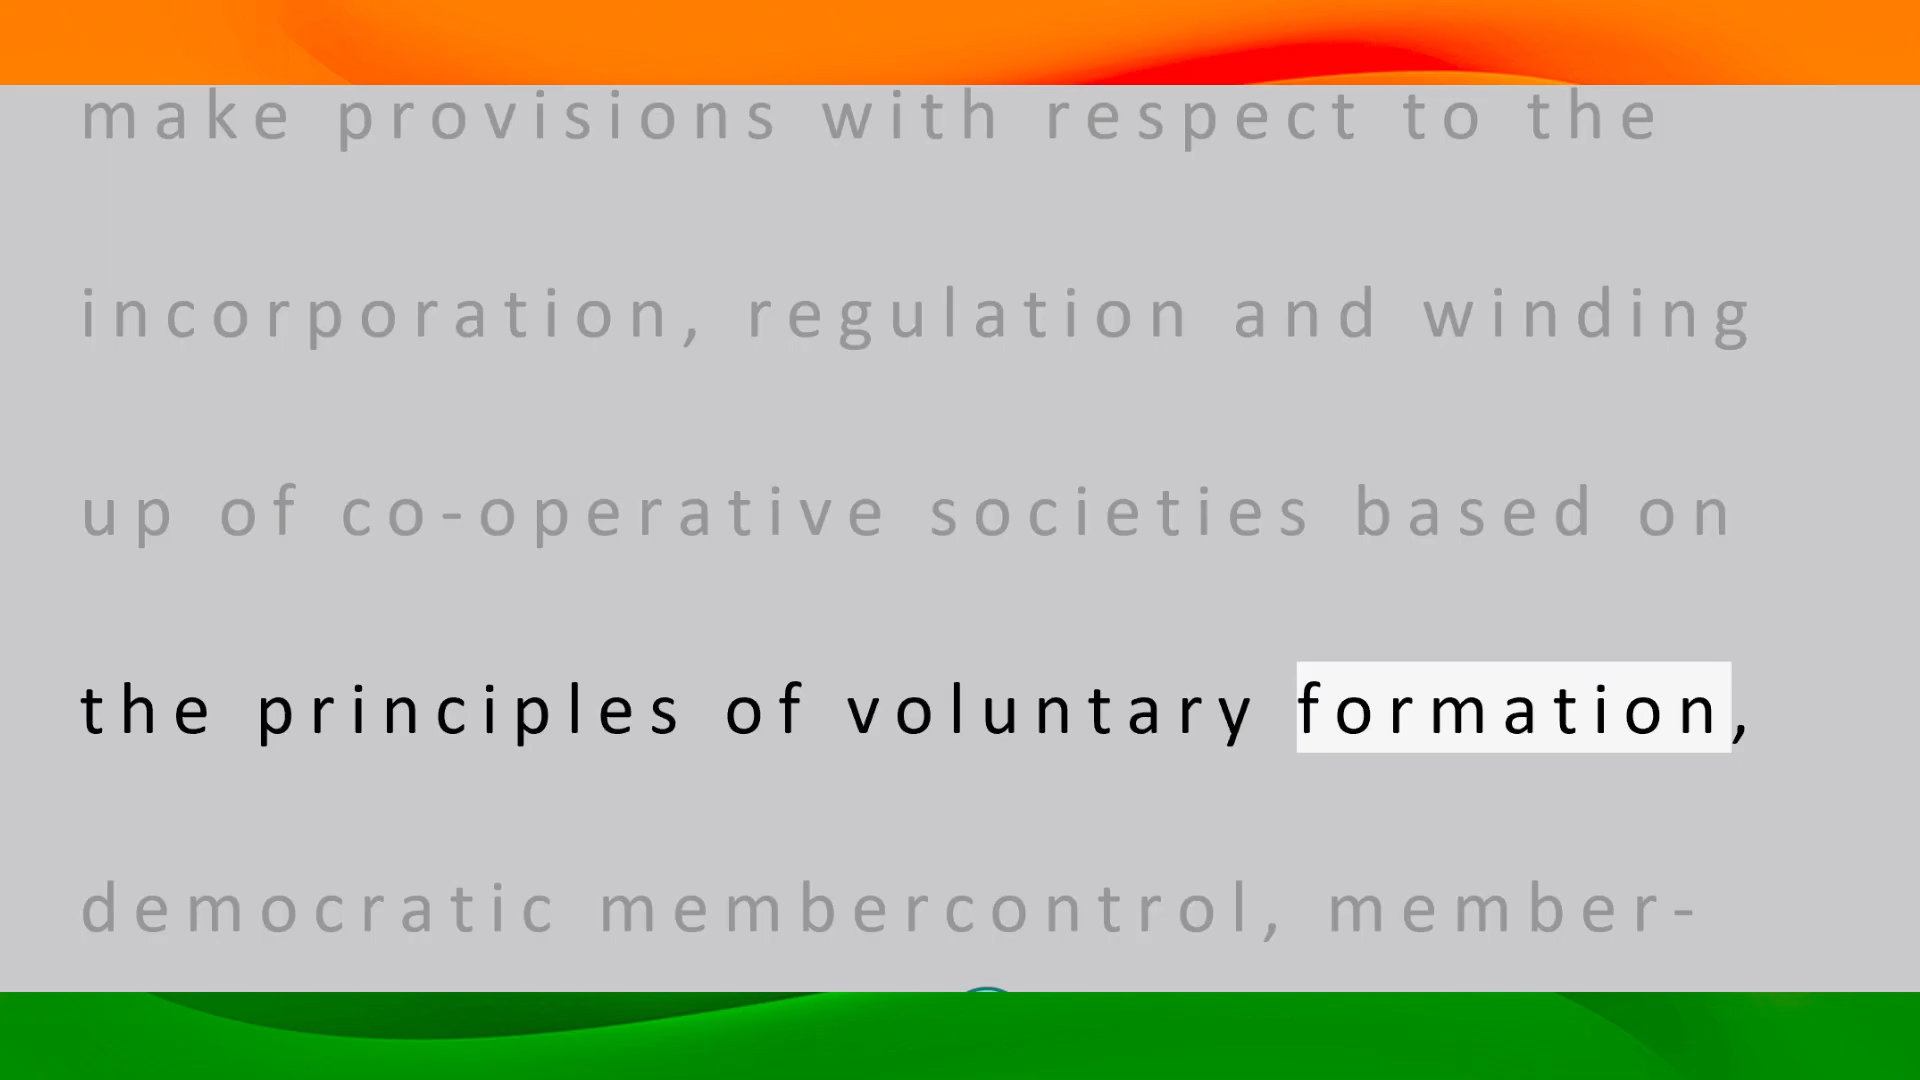 make provisions with respect to the
incorporation, regulation and winding
up of co-operative societies based on
the principles of voluntary formation,
democratic membercontrol, member-